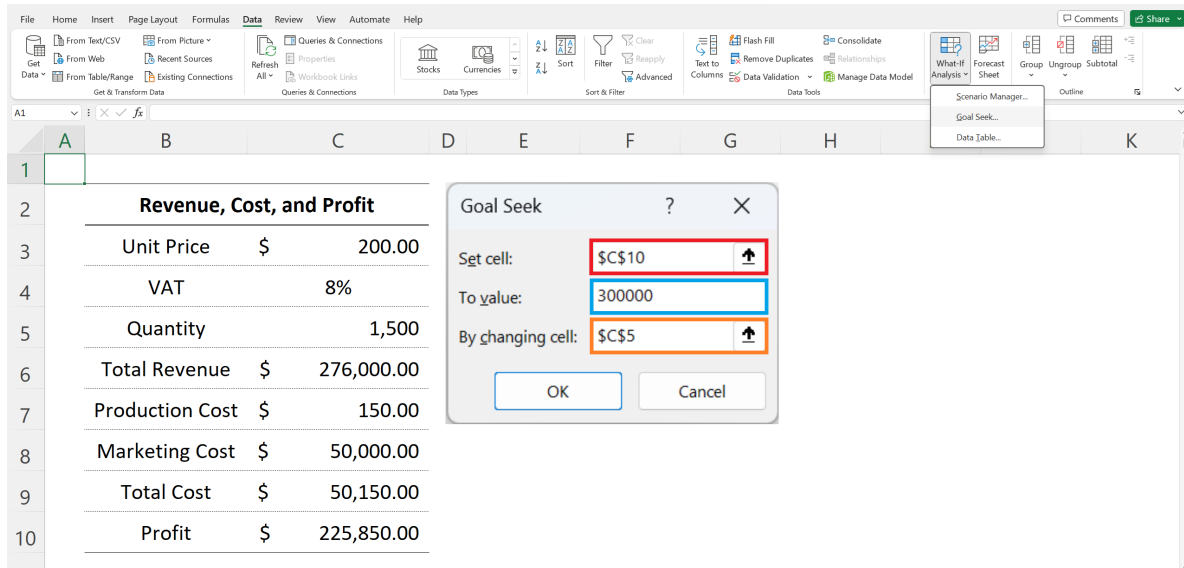 File Home Insert Page Layout Formulas Data Review View Automate Help Comments Share
Get Data
From Text/CSV
From Web
From Table/Range
From Picture
Recent Sources
Existing Connections
Get & Transform Data
Refresh All
Queries & Connections
Properties
Workbook Links
Queries & Connections
Stocks Currencies
Data Types
Sort
Filter
Clear
Reapply
Advanced
Sort & Filter
Text to Columns
Flash Fill
Remove Duplicates
Data Validation
Consolidate
Relationships
Manage Data Model
Data Tools
What-If Analysis
Forecast Sheet
Scenario Manager...
Goal Seek...
Data Table...
Group Ungroup Subtotal
Outline
A1 fx
A B C D E F G H K
1
2 Revenue, Cost, and Profit
3 Unit Price $ 200.00
4 VAT 8%
5 Quantity 1,500
6 Total Revenue $ 276,000.00
7 Production Cost $ 150.00
8 Marketing Cost $ 50,000.00
9 Total Cost $ 50,150.00
10 Profit $ 225,850.00
Goal Seek ?
Set cell: $C$10
To value: 300000
By changing cell: $C$5
OK Cancel